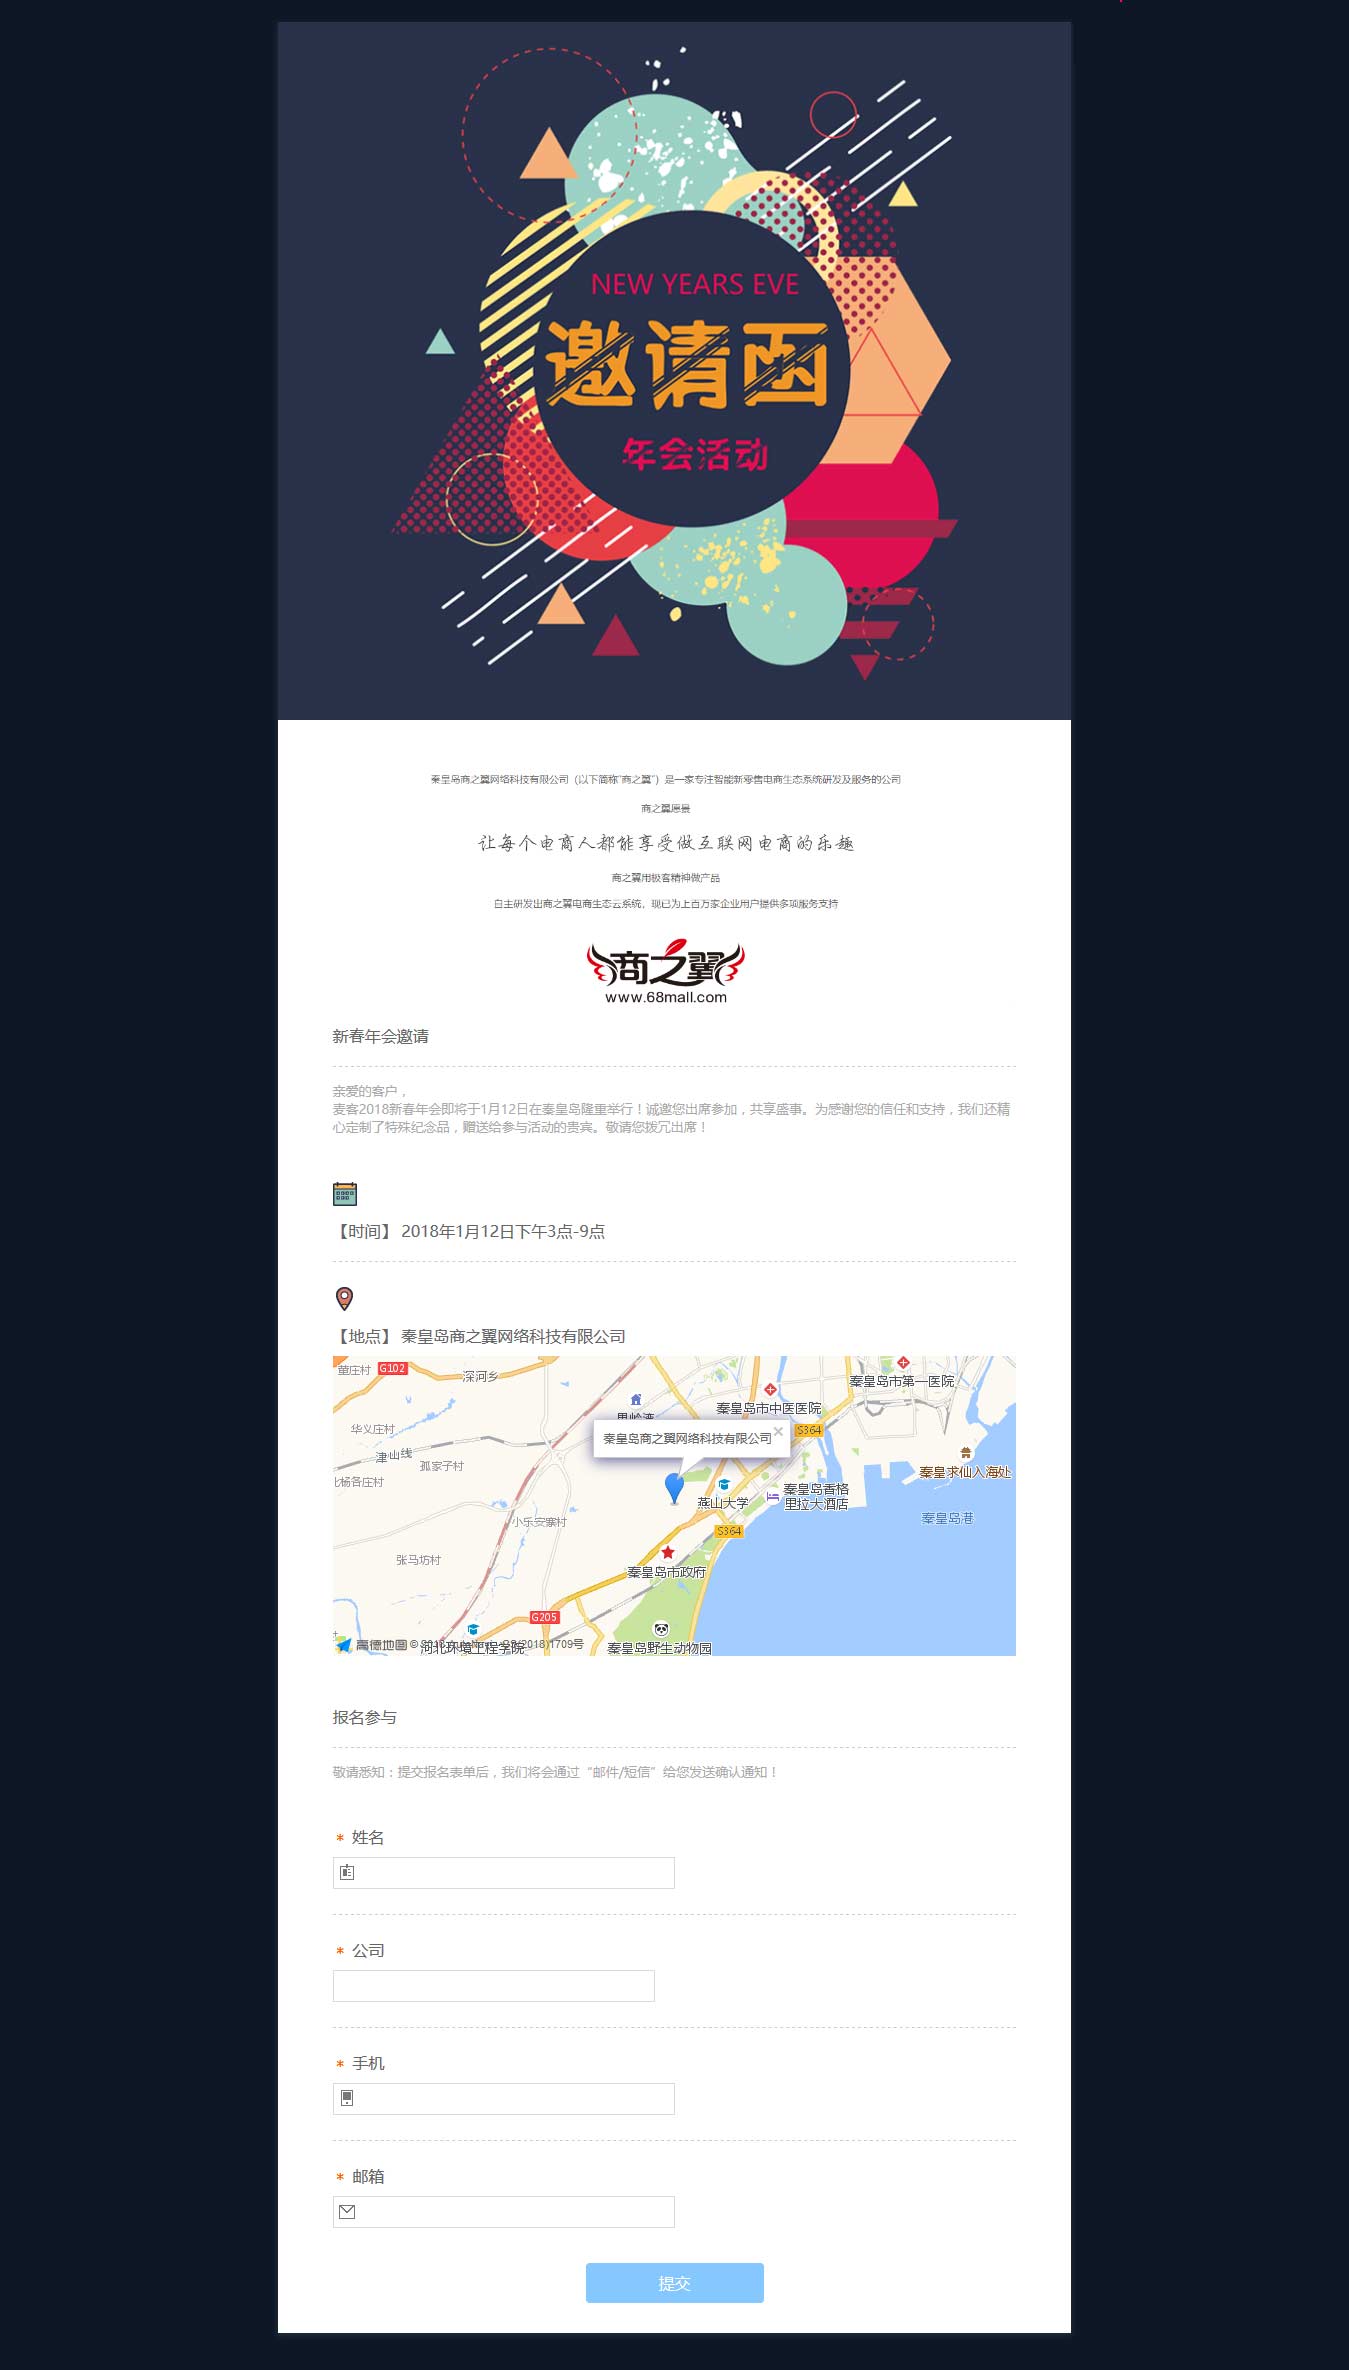 NEW YEARS EVE
邀请函
年会活动
秦皇岛商之翼网络科技有限公司（以下简称“商之翼”）是一家专注智能新零售电商生态系统研发及服务的公司
商之翼愿景
让每个电商人都能享受做互联网电商的乐趣
商之翼用极客精神做产品
自主研发出商之翼电商生态云系统，现已为上百万家企业用户提供多项服务支持
商之翼
www.68mall.com
新春年会邀请
亲爱的客户，
麦客2018新春年会即将于1月12日在秦皇岛隆重举行！诚邀您出席参加，共享盛事。为感谢您的信任和支持，我们还精
心定制了特殊纪念品，赠送给参与活动的贵宾。敬请您拨冗出席！
【时间】 2018年1月12日下午3点-9点
【地点】 秦皇岛商之翼网络科技有限公司
董庄村
G102
深河乡
秦皇岛市第一医院
秦皇岛市中医医院
华义庄村
S364
秦皇岛商之翼网络科技有限公司
津山线
孤家子村
秦皇求仙入海处
北杨各庄村
燕山大学
秦皇岛香格
里拉大酒店
秦皇岛港
小乐安寨村
S364
张马坊村
秦皇岛市政府
G205
高德地图
河北环境工程学院
秦皇岛野生动物园
报名参与
敬请悉知：提交报名表单后，我们将会通过“邮件/短信”给您发送确认通知！
* 姓名
* 公司
* 手机
* 邮箱
提交